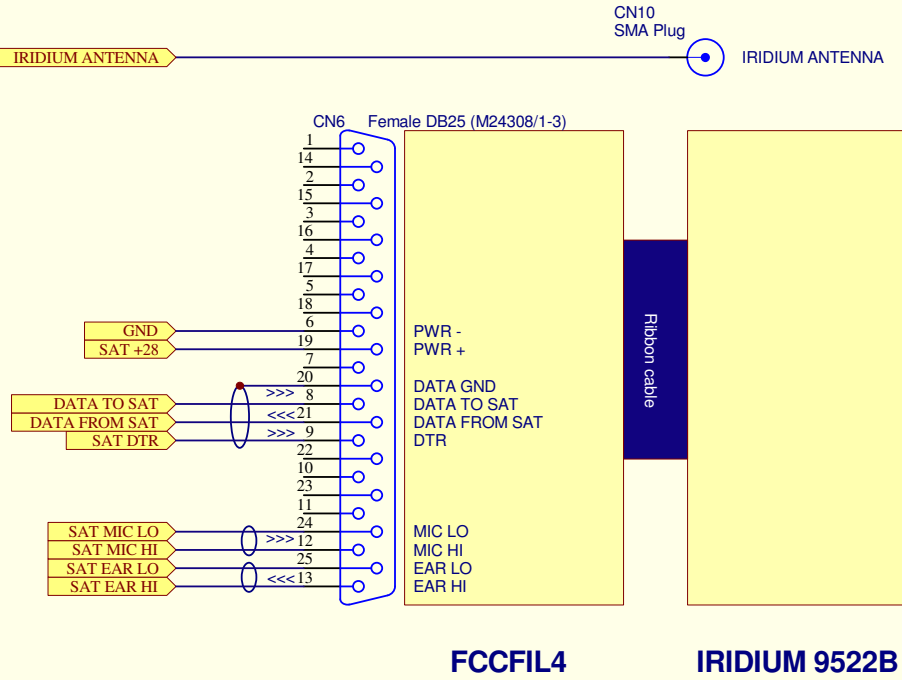 CN10
SMA Plug
IRIDIUM ANTENNA
IRIDIUM ANTENNA
CN6 Female DB25 (M24308/1-3)
1
14
2
15
3
16
4
17
5
18
GND 6 PWR -
SAT +28 19 PWR +
7
20 DATA GND
DATA TO SAT >>> 8 DATA TO SAT
DATA FROM SAT <<< 21 DATA FROM SAT
SAT DTR >>> 9 DTR
22
10
23
11
SAT MIC LO 24 MIC LO
SAT MIC HI >>> 12 MIC HI
SAT EAR LO 25 EAR LO
SAT EAR HI <<< 13 EAR HI
Ribbon cable
FCCFIL4
IRIDIUM 9522B